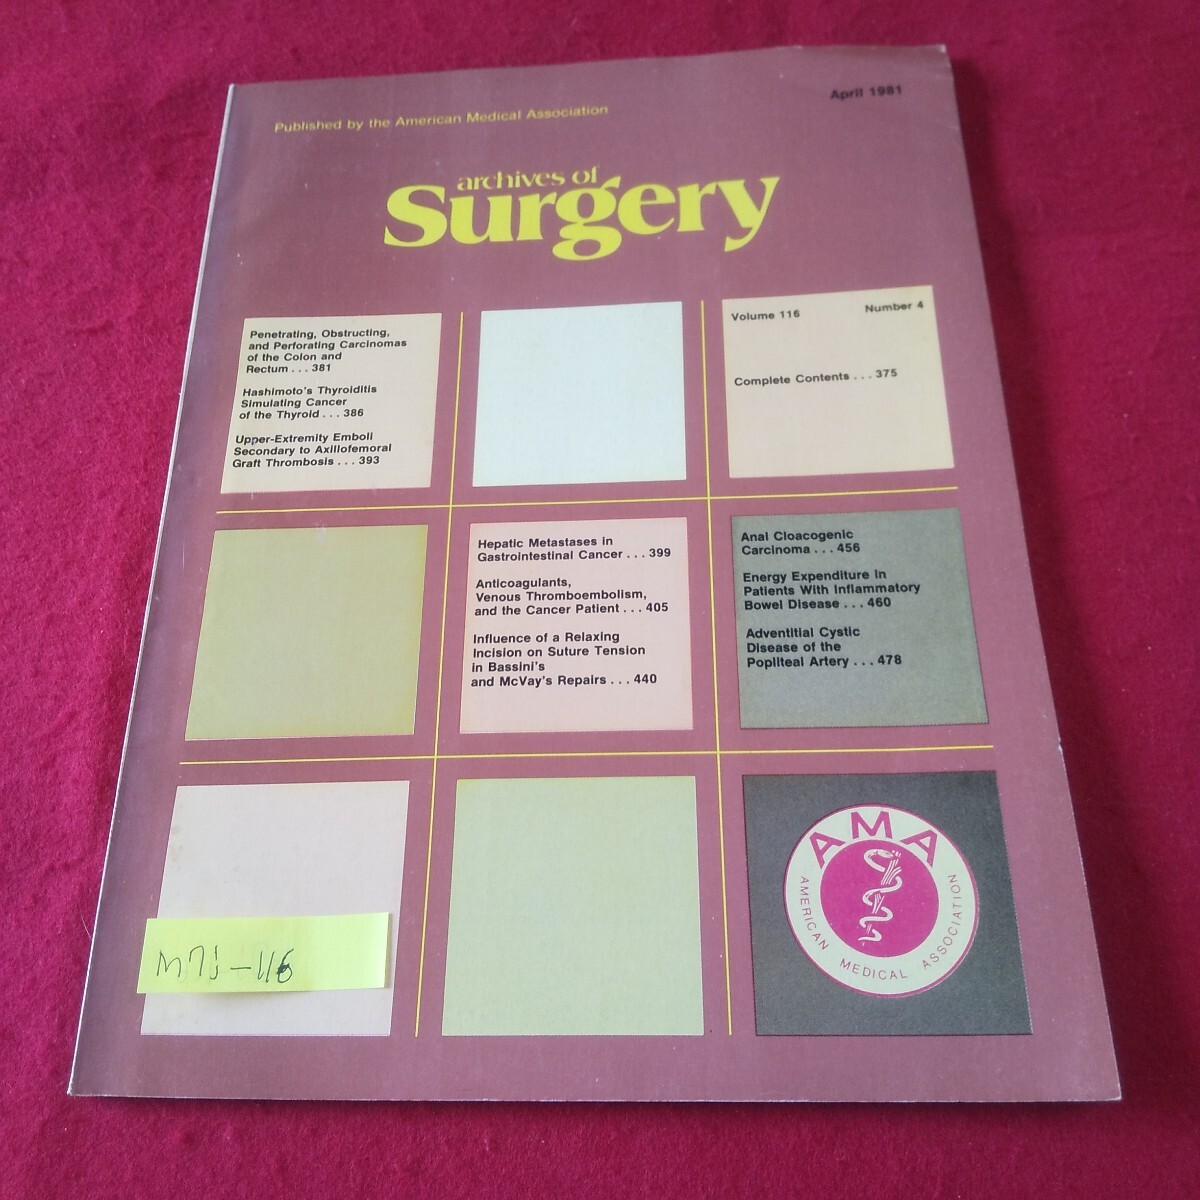 Published by the American Medical Association
April 1981
archives of
Surgery
Penetrating, Obstructing,
and Perforating Carcinomas
of the Colon and
Rectum . . . 381
Hashimoto's Thyroiditis
Simulating Cancer
of the Thyroid . . . 386
Upper-Extremity Emboli
Secondary to Axillofemoral
Graft Thrombosis . . . 393
Volume 116 Number 4
Complete Contents . . . 375
Hepatic Metastases in
Gastrointestinal Cancer . . . 399
Anticoagulants,
Venous Thromboembolism,
and the Cancer Patient . . . 405
Influence of a Relaxing
Incision on Suture Tension
in Bassini's
and McVay's Repairs . . . 440
Anal Cloacogenic
Carcinoma . . . 456
Energy Expenditure in
Patients With Inflammatory
Bowel Disease . . . 460
Adventitial Cystic
Disease of the
Popliteal Artery . . . 478
AMA
AMERICAN MEDICAL ASSOCIATION